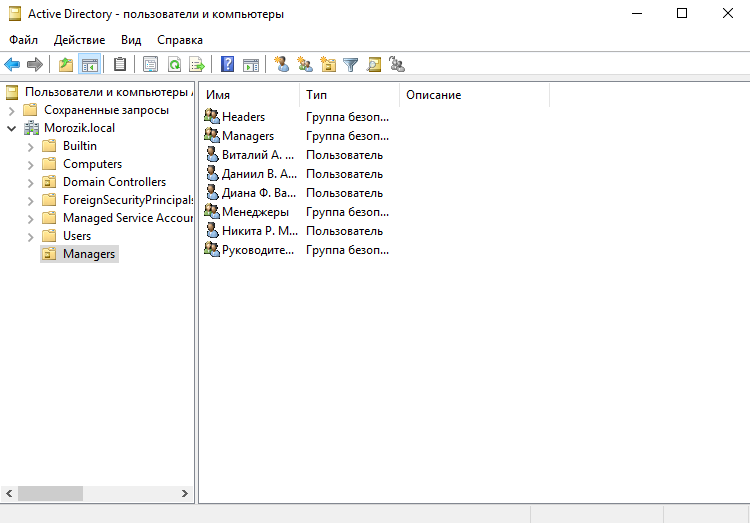 Active Directory - пользователи и компьютеры
Файл Действие Вид Справка
Пользователи и компьютеры
Сохраненные запросы
Morozik.local
Builtin
Computers
Domain Controllers
ForeignSecurityPrincipals
Managed Service Accour
Users
Managers
Имя Тип Описание
Headers Группа безоп...
Managers Группа безоп...
Виталий А. ... Пользователь
Даниил В. А... Пользователь
Диана Ф. Ва... Пользователь
Менеджеры Группа безоп...
Никита Р. М... Пользователь
Руководите... Группа безоп...